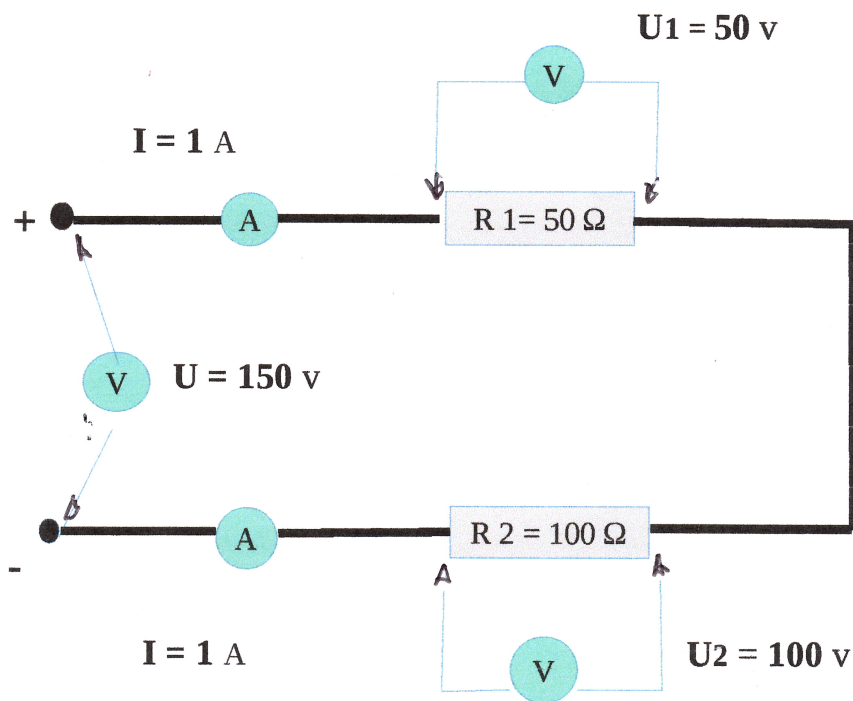 U1 = 50 v
V
I = 1 A
+
A
R 1= 50 Ω
V
U = 150 v
A
R 2 = 100 Ω
-
I = 1 A
V
U2 = 100 v